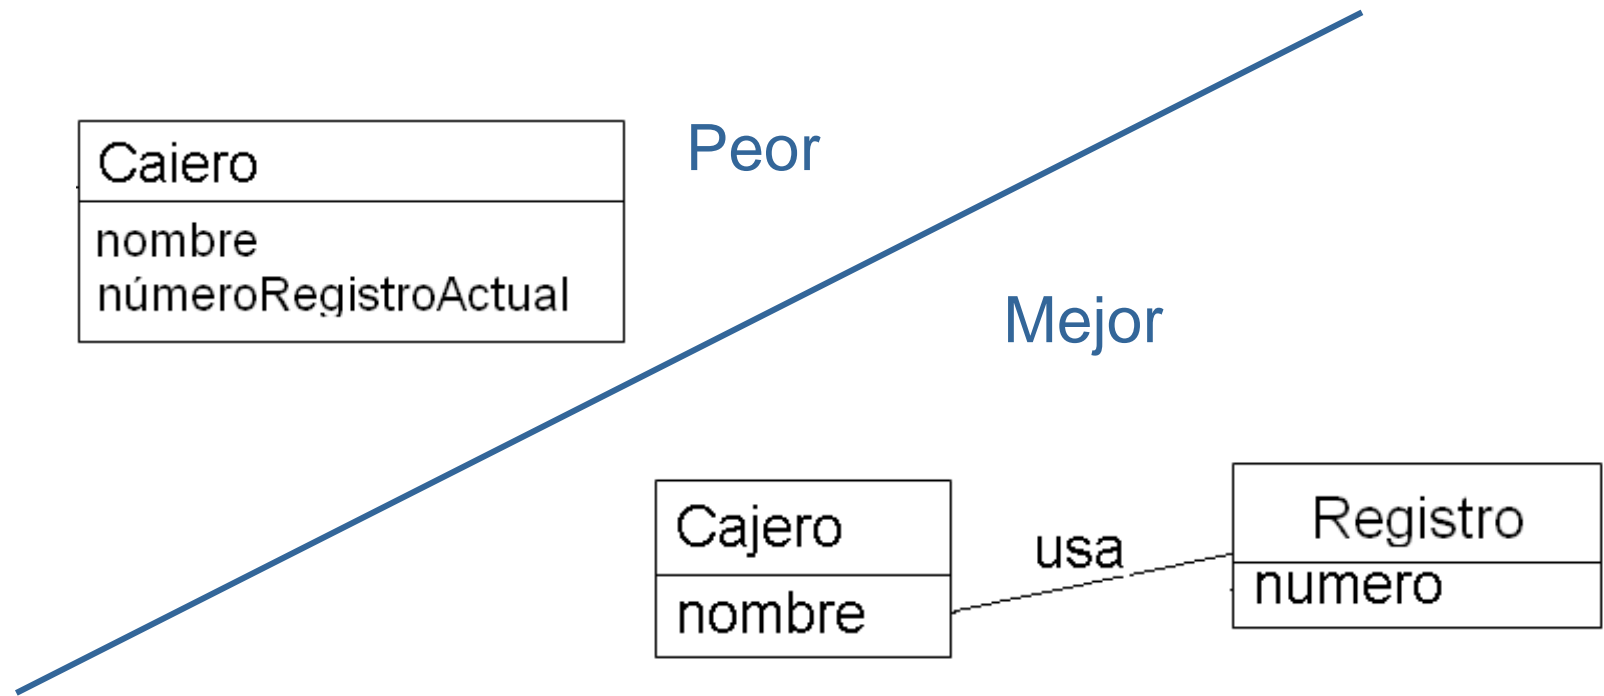 Caiero
nombre
númeroRegistroActual
Peor
Mejor
Cajero
nombre
usa
Registro
numero